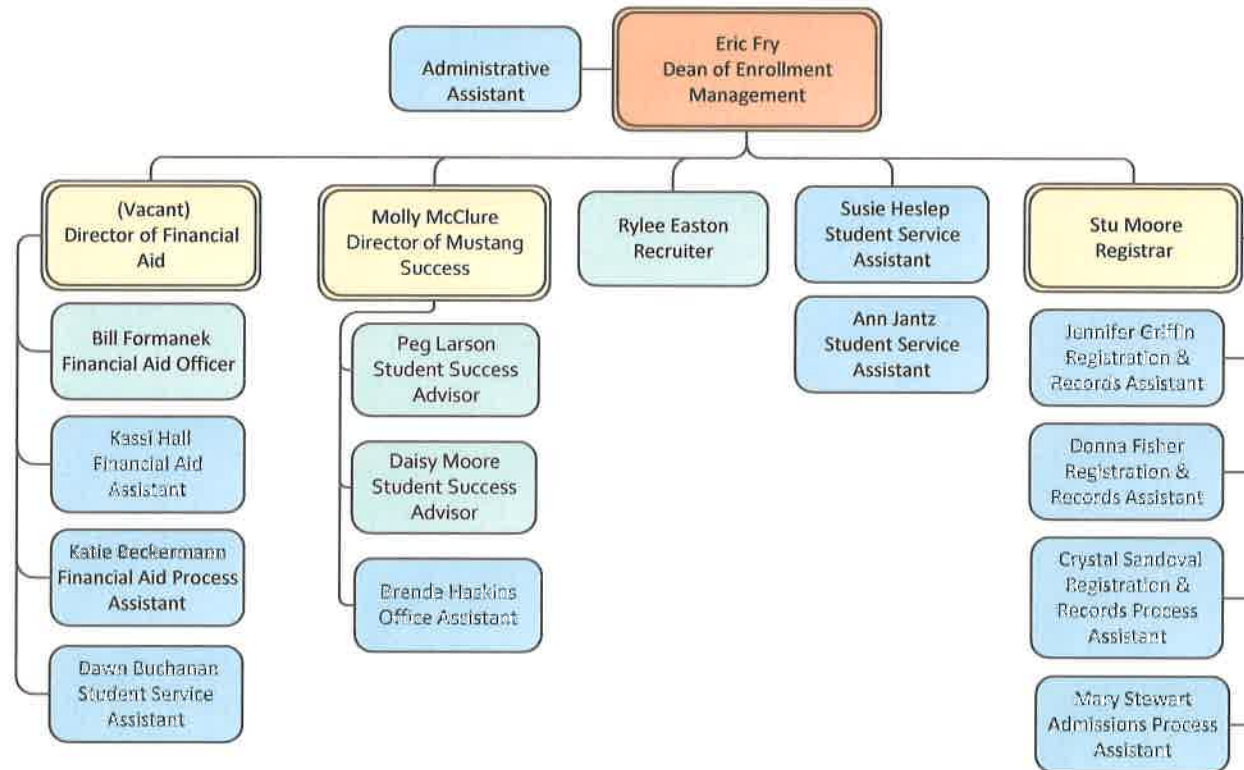 Administrative
Assistant
Eric Fry
Dean of Enrollment
Management
(Vacant)
Director of Financial
Aid
Bill Formanek
Financial Aid Officer
Kassi Hall
Financial Aid
Assistant
Katie Beckermann
Financial Aid Process
Assistant
Dawn Buchanan
Student Service
Assistant
Molly McClure
Director of Mustang
Success
Peg Larson
Student Success
Advisor
Daisy Moore
Student Success
Advisor
Brenda Haskins
Office Assistant
Rylee Easton
Recruiter
Susie Heslep
Student Service
Assistant
Ann Jantz
Student Service
Assistant
Stu Moore
Registrar
Jennifer Griffin
Registration &
Records Assistant
Donna Fisher
Registration &
Records Assistant
Crystal Sandoval
Registration &
Records Process
Assistant
Mary Stewart
Admissions Process
Assistant